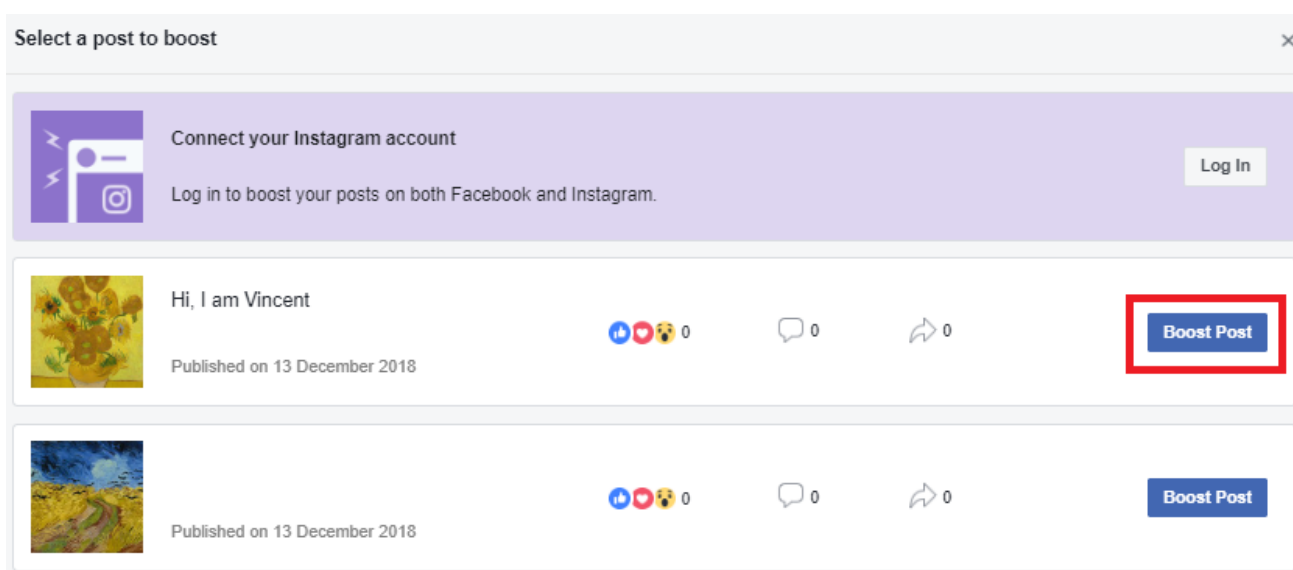 Select a post to boost
Connect your Instagram account
Log In
Log in to boost your posts on both Facebook and Instagram.
Hi, I am Vincent
0 0 0
Boost Post
Published on 13 December 2018
0 0 0
Boost Post
Published on 13 December 2018